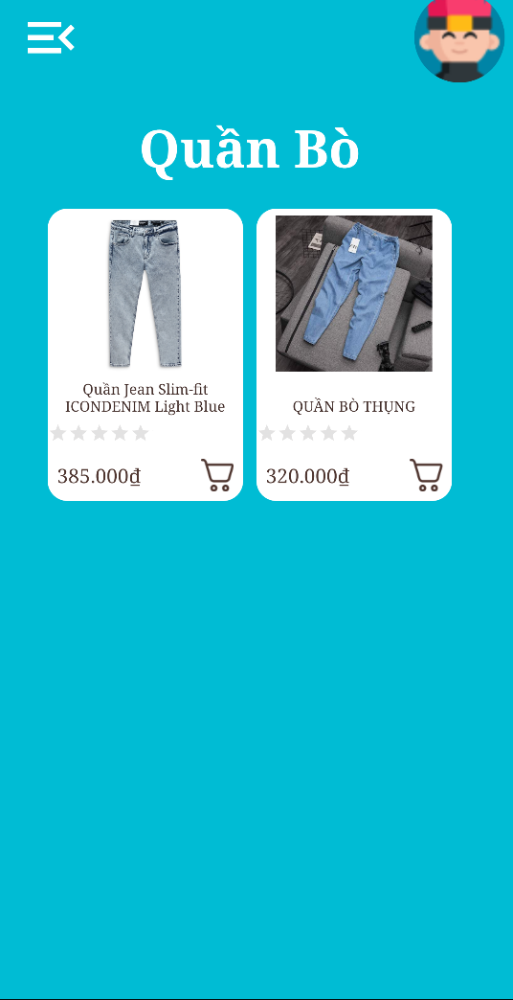 Quần Bò
Quần Jean Slim-fit
ICONDENIM Light Blue
385.000₫
QUẦN BÒ THỤNG
320.000₫